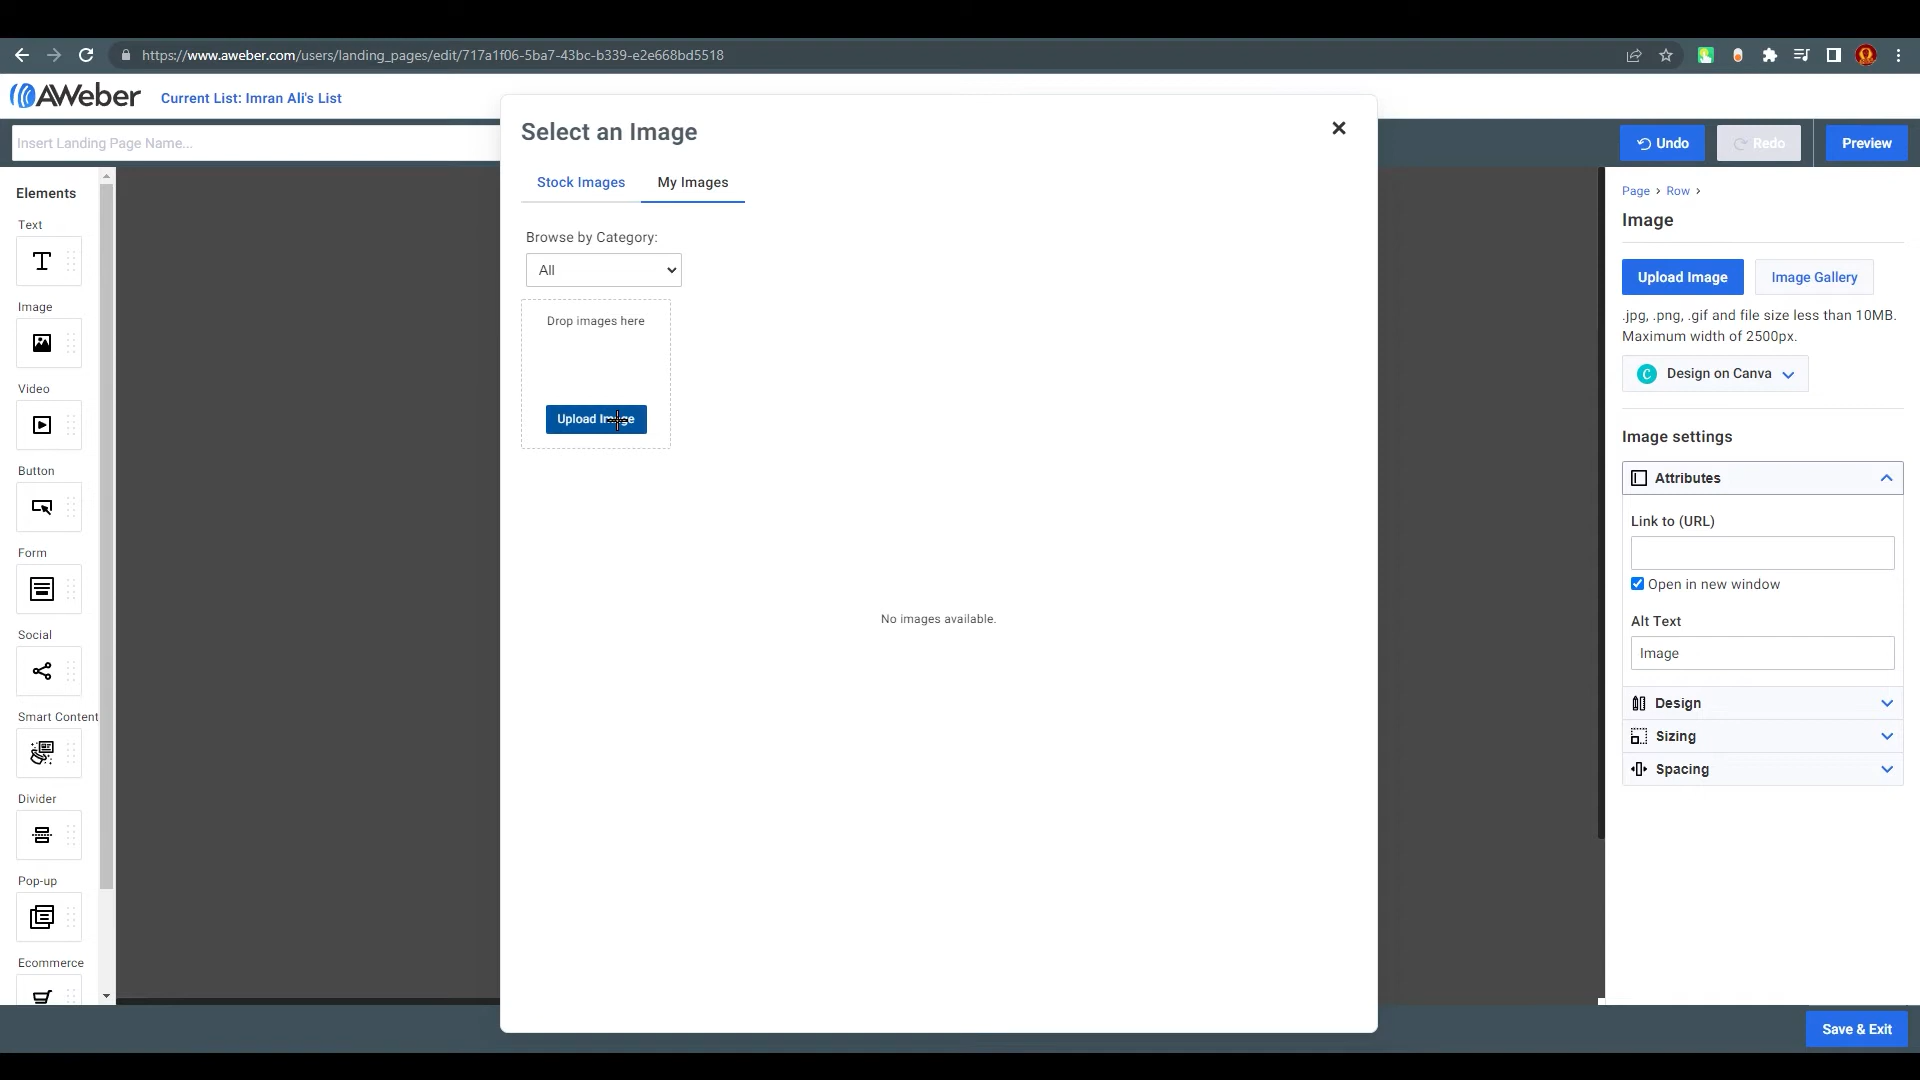 https://www.aweber.com/users/landing_pages/edit/717a1f06-5ba7-43bc-b339-e2e668bd5518
AWeber
Current List: Imran Ali's List
Insert Landing Page Name...
Undo
Redo
Preview
Elements
Text
Image
Video
Button
Form
Social
Smart Content
Divider
Pop-up
Ecommerce
Select an Image
Stock Images
My Images
Browse by Category:
All
Drop images here
Upload Image
No images available.
Page › Row ›
Image
Upload Image
Image Gallery
.jpg, .png, .gif and file size less than 10MB.
Maximum width of 2500px.
Design on Canva
Image settings
Attributes
Link to (URL)
Open in new window
Alt Text
Image
Design
Sizing
Spacing
Save & Exit